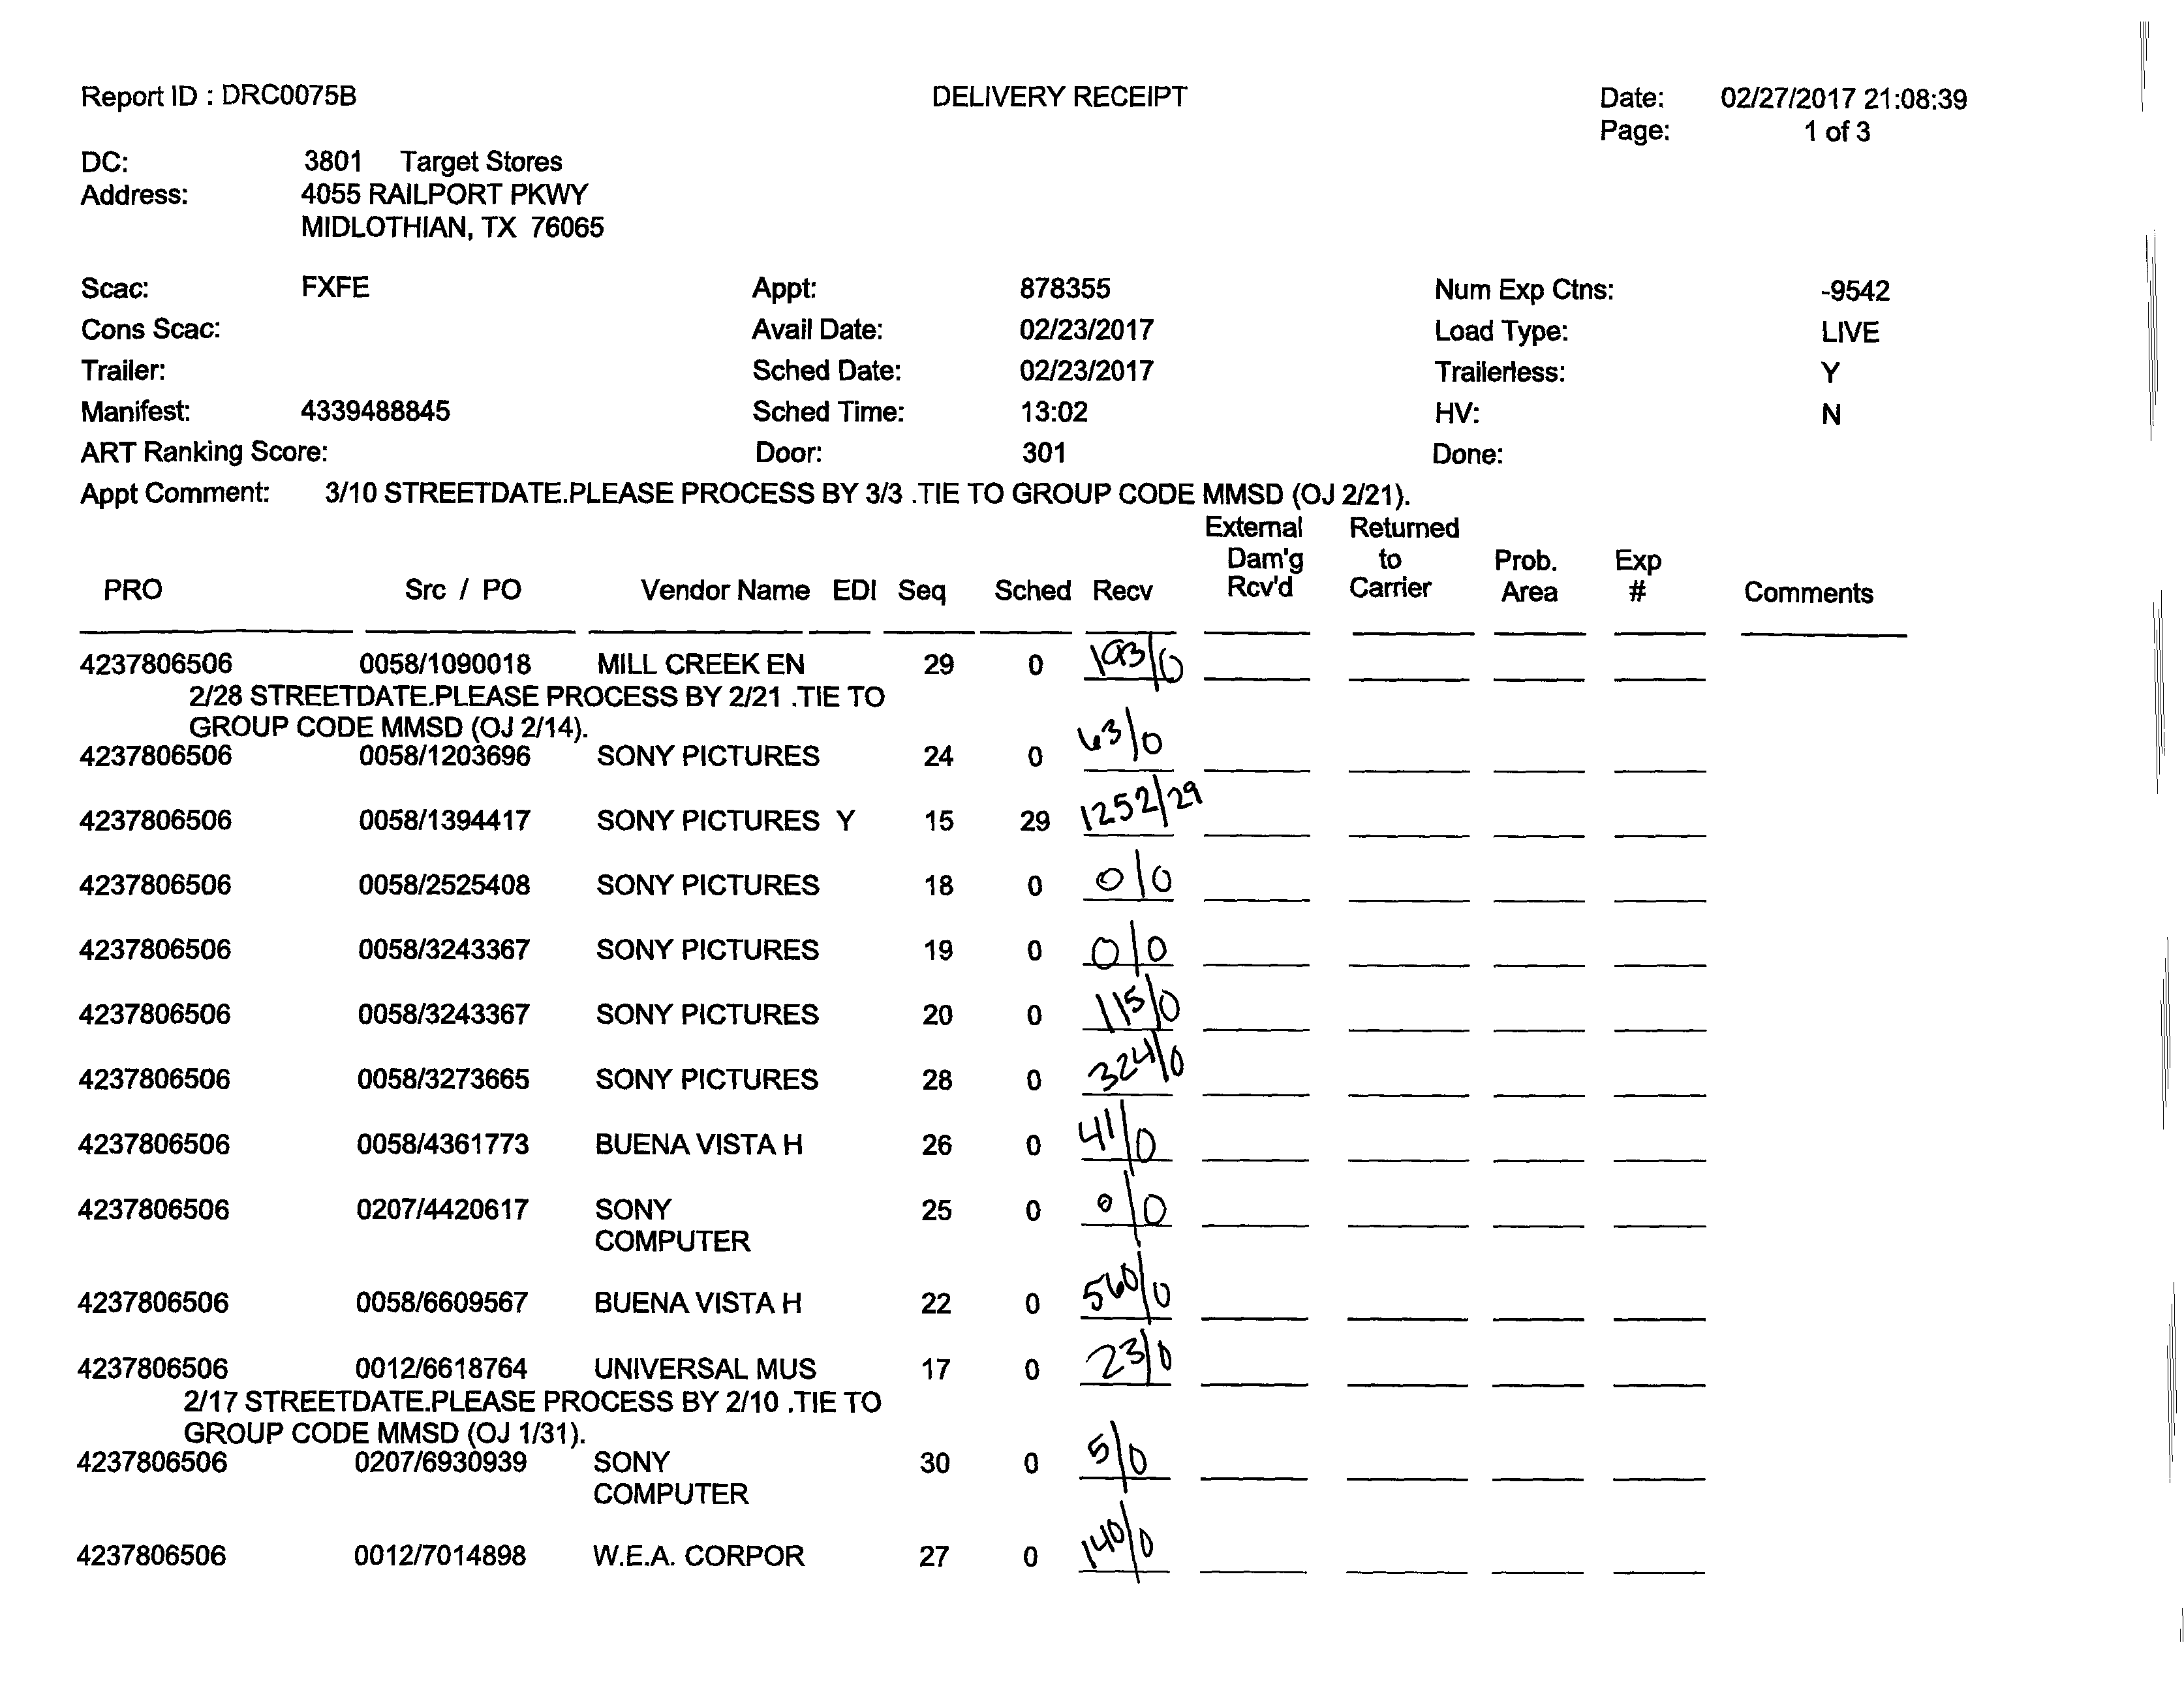 Report ID : DRC0075B DELIVERY RECEIPT Date: 02/27/2017 21:08:39
Page: 1 of 3
DC: 3801 Target Stores
Address: 4055 RAILPORT PKWY
MIDLOTHIAN, TX 76065
Scac: FXFE Appt: 878355 Num Exp Ctns: -9542
Cons Scac: Avail Date: 02/23/2017 Load Type: LIVE
Trailer: Sched Date: 02/23/2017 Trailerless: Y
Manifest: 4339488845 Sched Time: 13:02 HV: N
ART Ranking Score: Door: 301 Done:
Appt Comment: 3/10 STREETDATE.PLEASE PROCESS BY 3/3 .TIE TO GROUP CODE MMSD (OJ 2/21).
External Returned
Dam'g to Prob. Exp
PRO Src / PO Vendor Name EDI Seq Sched Recv Rcv'd Carrier Area # Comments
4237806506 0058/1090018 MILL CREEK EN 29 0 193/0
2/28 STREETDATE.PLEASE PROCESS BY 2/21 .TIE TO
GROUP CODE MMSD (OJ 2/14).
4237806506 0058/1203696 SONY PICTURES 24 0 63/0
4237806506 0058/1394417 SONY PICTURES Y 15 29 1252/29
4237806506 0058/2525408 SONY PICTURES 18 0 0/0
4237806506 0058/3243367 SONY PICTURES 19 0 0/0
4237806506 0058/3243367 SONY PICTURES 20 0 115/0
4237806506 0058/3273665 SONY PICTURES 28 0 324/0
4237806506 0058/4361773 BUENA VISTA H 26 0 41/0
4237806506 0207/4420617 SONY 25 0 0/0
COMPUTER
4237806506 0058/6609567 BUENA VISTA H 22 0 560/0
4237806506 0012/6618764 UNIVERSAL MUS 17 0 23/0
2/17 STREETDATE.PLEASE PROCESS BY 2/10 .TIE TO
GROUP CODE MMSD (OJ 1/31).
4237806506 0207/6930939 SONY 30 0 5/0
COMPUTER
4237806506 0012/7014898 W.E.A. CORPOR 27 0 140/0